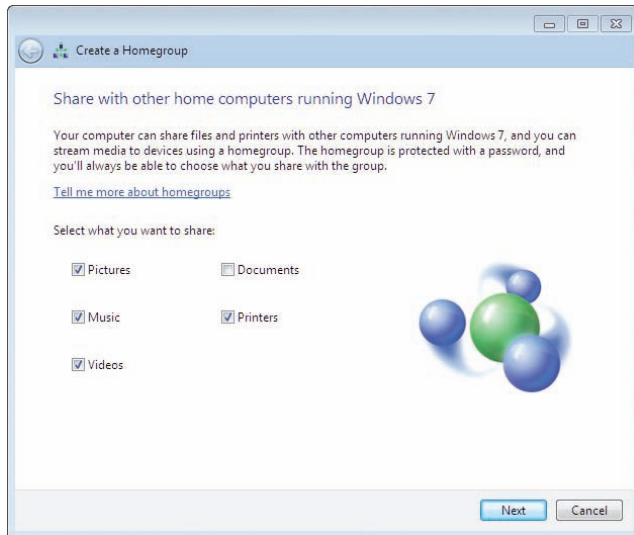 Create a Homegroup
Share with other home computers running Windows 7
Your computer can share files and printers with other computers running Windows 7, and you can
stream media to devices using a homegroup. The homegroup is protected with a password, and
you'll always be able to choose what you share with the group.
Tell me more about homegroups
Select what you want to share:
Pictures
Documents
Music
Printers
Videos
Next
Cancel